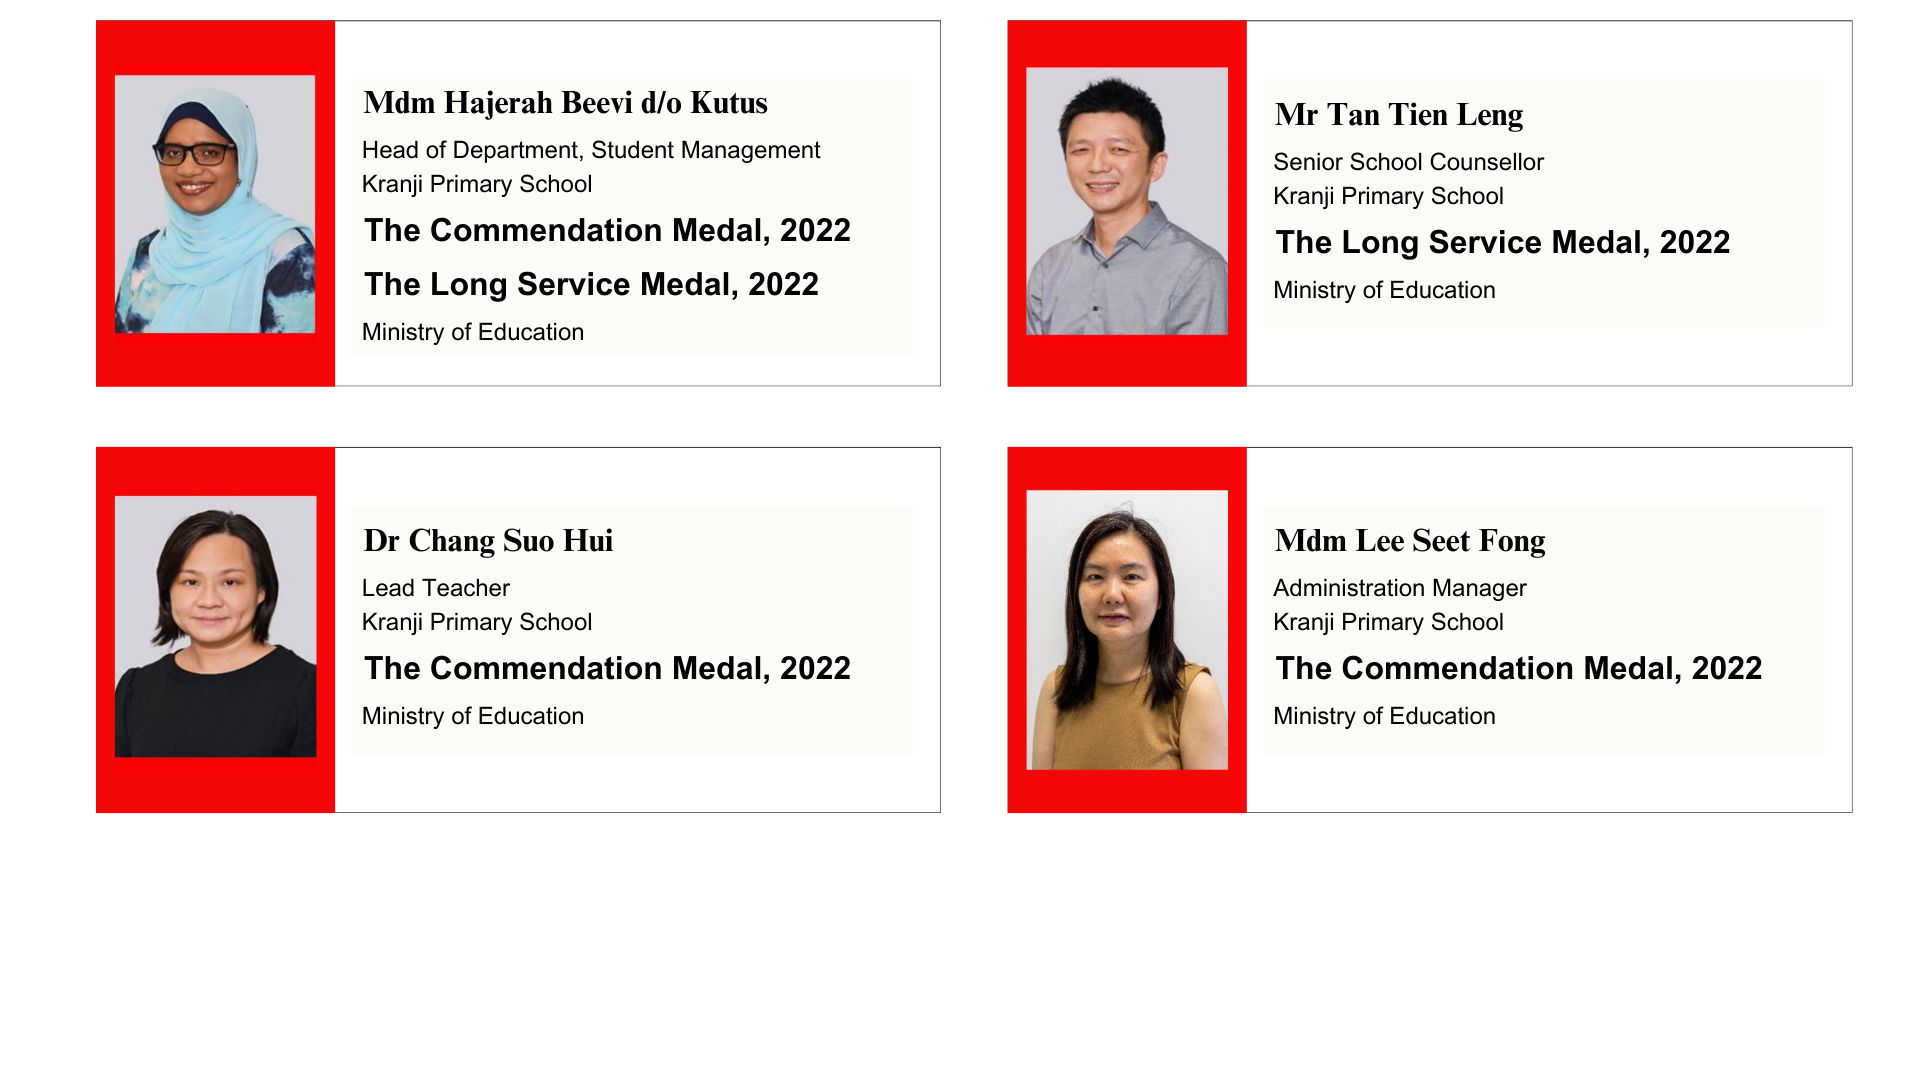 Mdm Hajerah Beevi d/o Kutus
Head of Department, Student Management
Kranji Primary School
The Commendation Medal, 2022
The Long Service Medal, 2022
Ministry of Education
Mr Tan Tien Leng
Senior School Counsellor
Kranji Primary School
The Long Service Medal, 2022
Ministry of Education
Dr Chang Suo Hui
Lead Teacher
Kranji Primary School
The Commendation Medal, 2022
Ministry of Education
Mdm Lee Seet Fong
Administration Manager
Kranji Primary School
The Commendation Medal, 2022
Ministry of Education